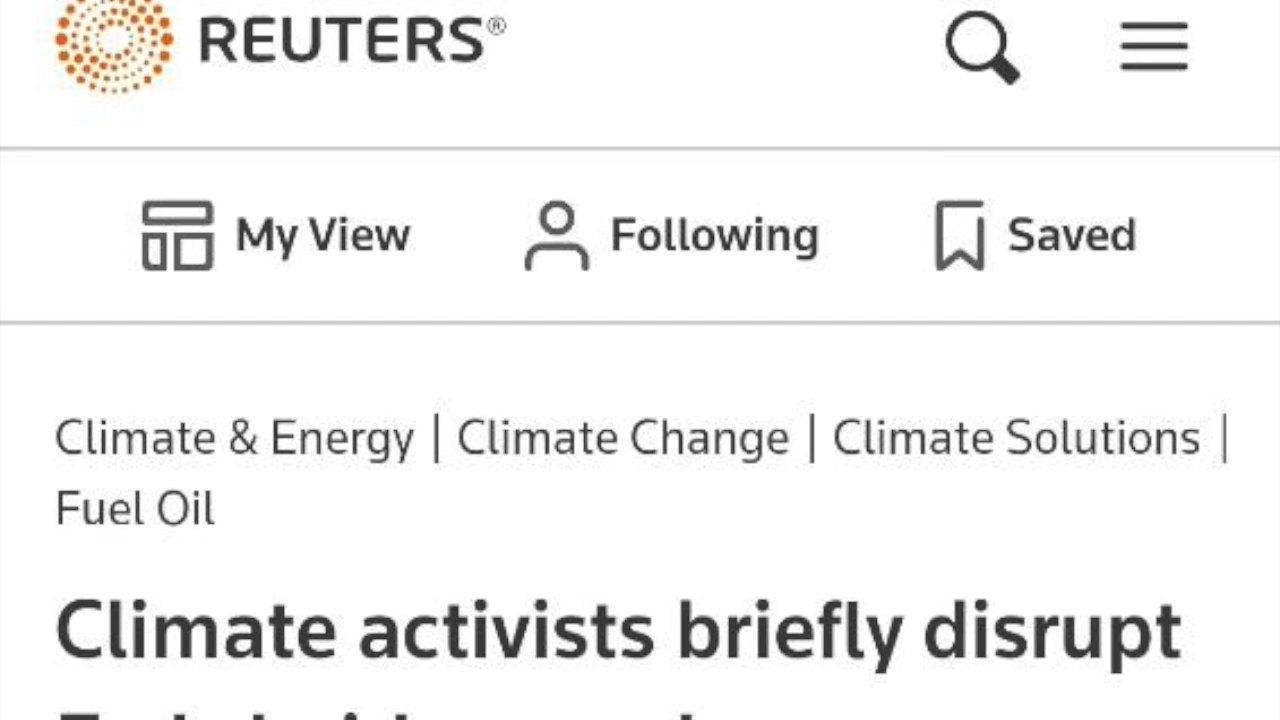 REUTERS®
My View Following Saved
Climate & Energy | Climate Change | Climate Solutions |
Fuel Oil
Climate activists briefly disrupt